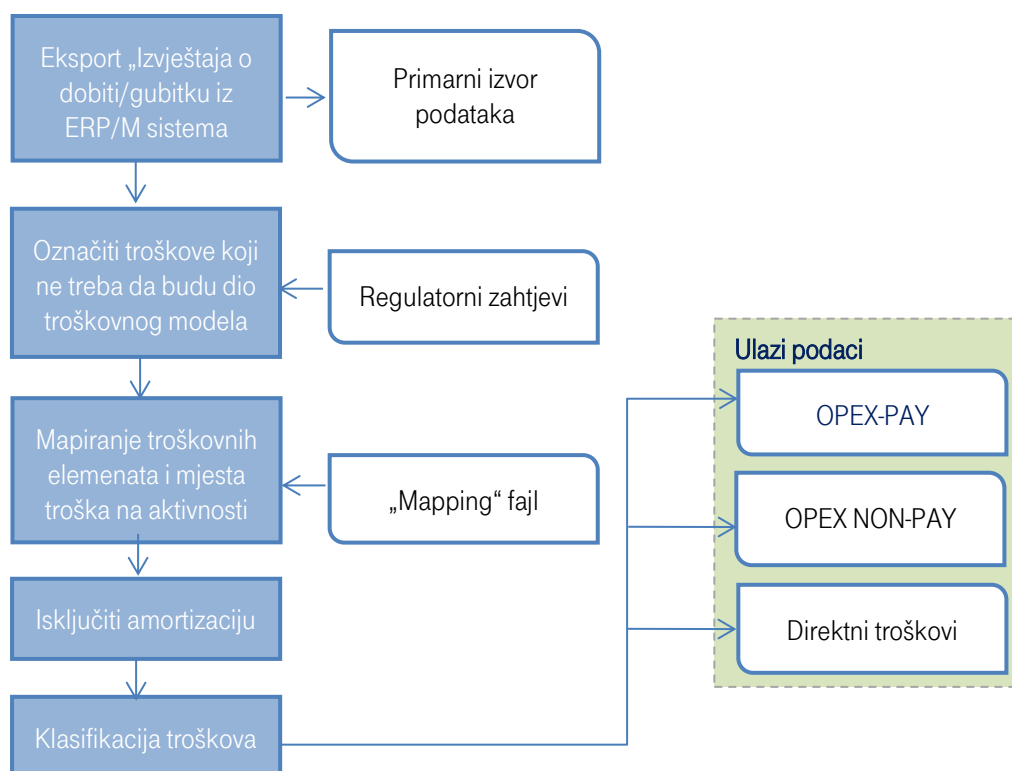 Eksport „Izvještaja o
dobiti/gubitku iz
ERP/M sistema
Primarni izvor
podataka
Označiti troškove koji
ne treba da budu dio
troškovnog modela
Regulatorni zahtjevi
Mapiranje troškovnih
elemenata i mjesta
troška na aktivnosti
„Mapping“ fajl
Isključiti amortizaciju
Klasifikacija troškova
Ulazi podaci
OPEX-PAY
OPEX NON-PAY
Direktni troškovi